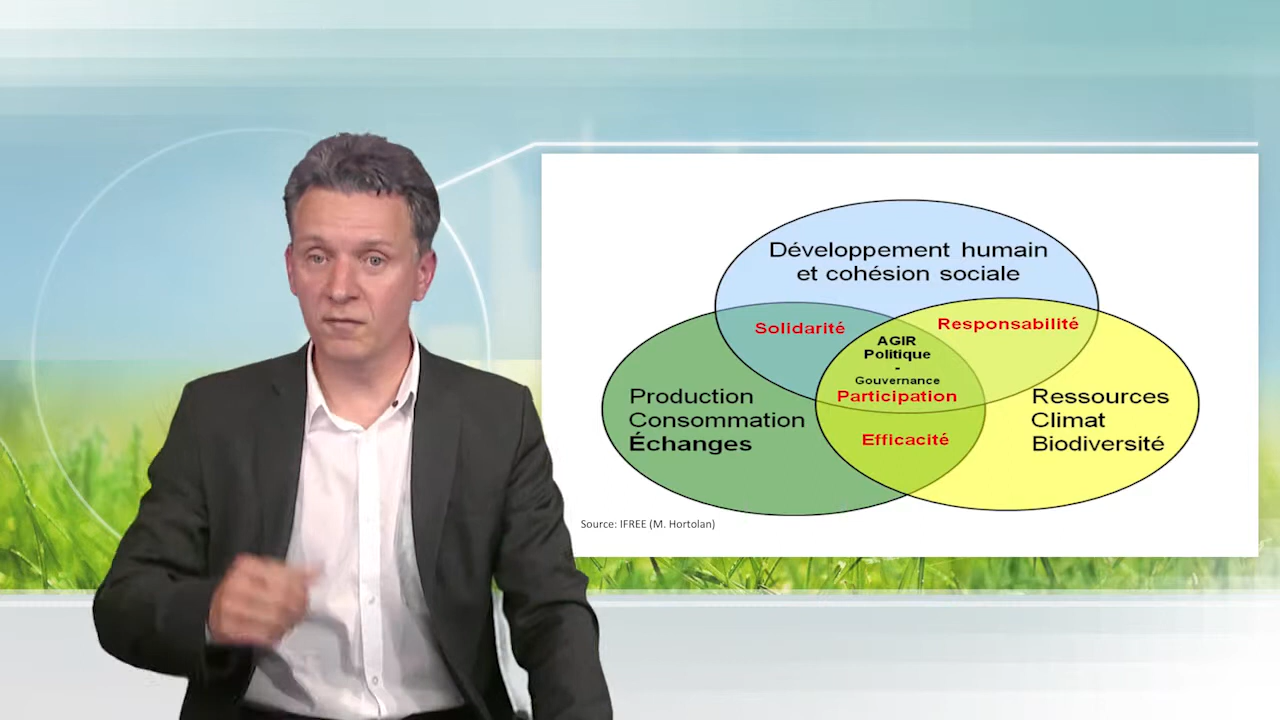 Développement humain
et cohésion sociale
Solidarité
Responsabilité
AGIR
Politique
-
Gouvernance
Participation
Production
Consommation
Échanges
Ressources
Climat
Biodiversité
Efficacité
Source: IFREE (M. Hortolan)